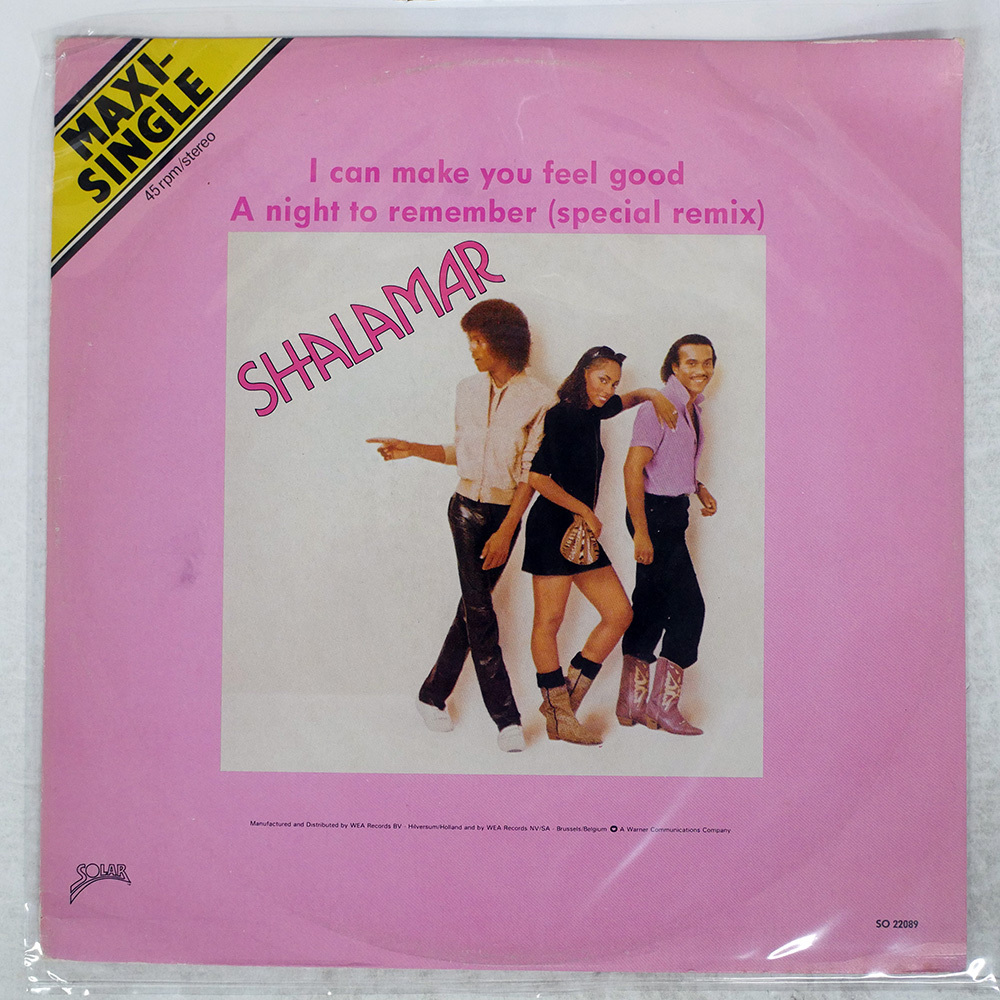 MAXI-
SINGLE
45 rpm/stereo
I can make you feel good
A night to remember (special remix)
SHALAMAR
Manufactured and Distributed by WEA Records BV · Hilversum/Holland and by WEA Records NV/SA · Brussels/Belgium A Warner Communications Company
SOLAR
SO 22089